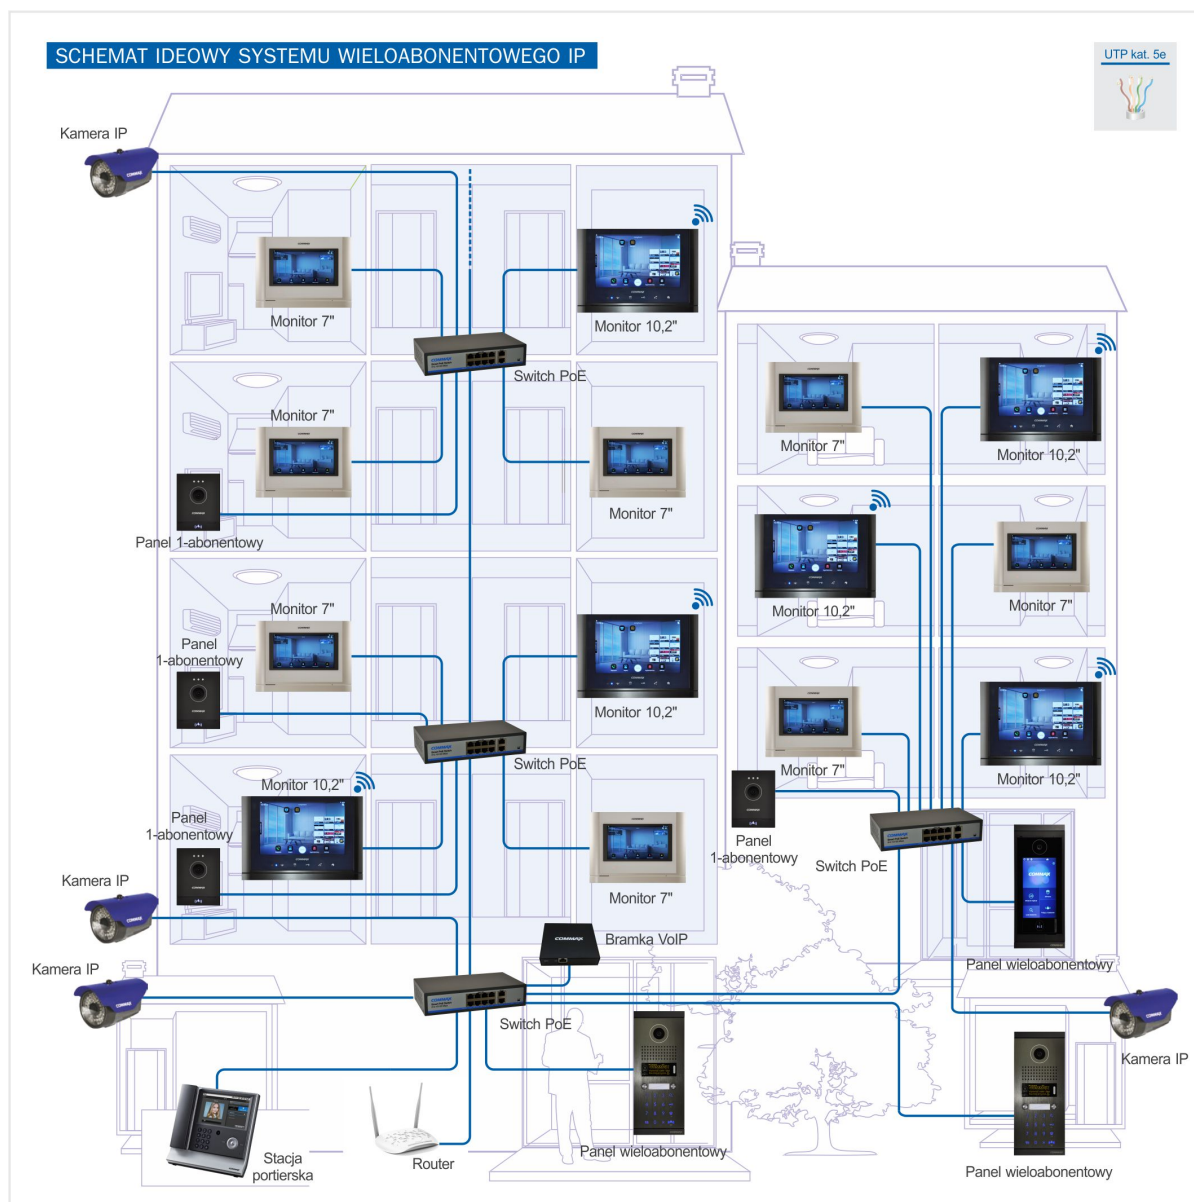 SCHEMAT IDEOWY SYSTEMU WIELOABONENTOWEGO IP
UTP kat. 5e
Kamera IP
Monitor 7"
Monitor 10,2"
Switch PoE
Monitor 7"
Monitor 7"
Panel 1-abonentowy
Monitor 7"
Monitor 10,2"
Monitor 10,2"
Monitor 7"
Monitor 7"
Panel
1-abonentowy
Monitor 10,2"
Switch PoE
Monitor 7"
Monitor 10,2"
Monitor 10,2"
Panel
1-abonentowy
Monitor 7"
Panel
1-abonentowy
Switch PoE
Kamera IP
Bramka VoIP
COMMAX
Panel wieloabonentowy
Kamera IP
Switch PoE
Kamera IP
Stacja
portierska
Router
Panel wieloabonentowy
Panel wieloabonentowy